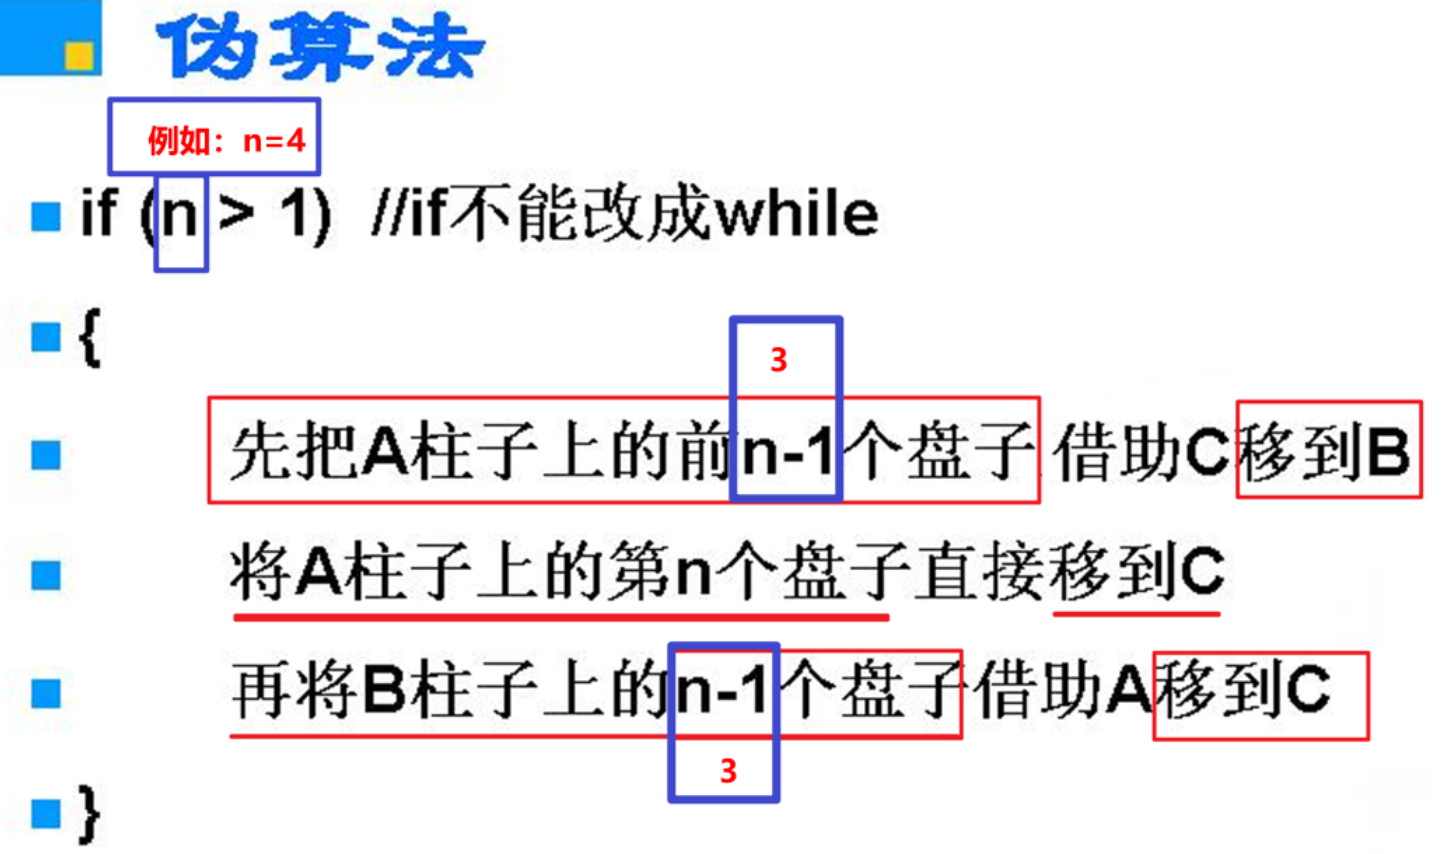 伪算法
例如：n=4
if (n > 1) //if不能改成while
{
3
先把A柱子上的前n-1个盘子 借助C移到B
将A柱子上的第n个盘子直接移到C
再将B柱子上的n-1个盘子借助A移到C
3
}